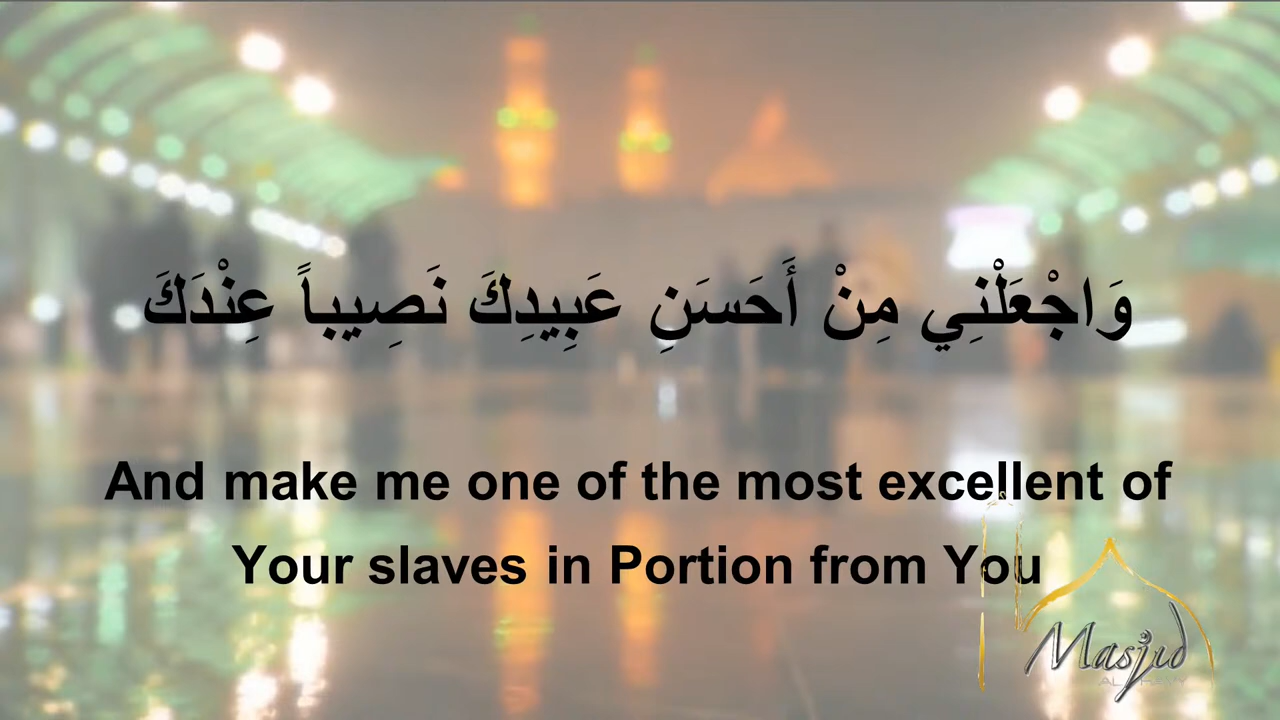 وَاجْعَلْنِي مِنْ أَحَسَنِ عَبِيدِكَ نَصِيباً عِنْدَكَ
And make me one of the most excellent of
Your slaves in Portion from You
Masjid